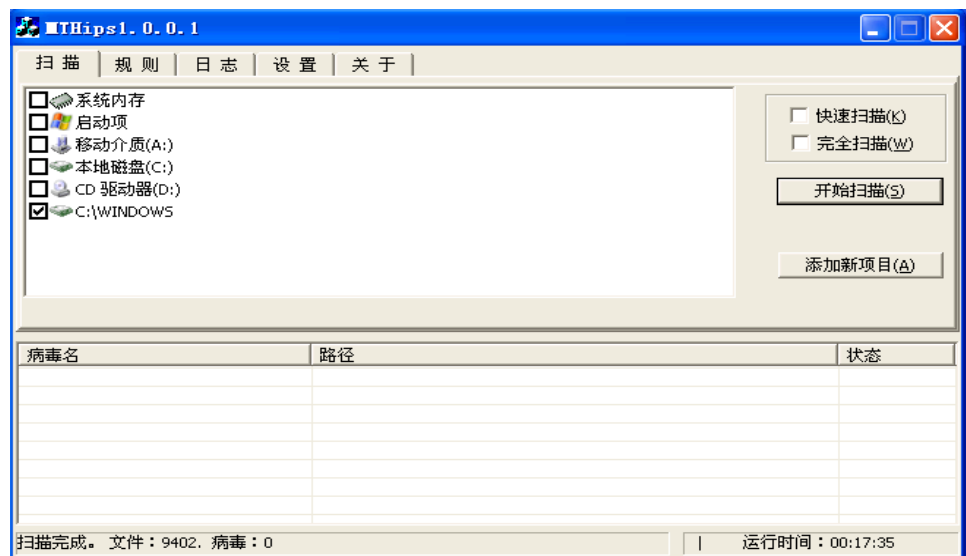 MTHips1.0.0.1
扫描 规则 日志 设置 关于
系统内存
启动项
移动介质(A:)
本地磁盘(C:)
CD 驱动器(D:)
C:\WINDOWS
快速扫描(K)
完全扫描(W)
开始扫描(S)
添加新项目(A)
病毒名 路径 状态
扫描完成。 文件：9402. 病毒：0 | 运行时间：00:17:35